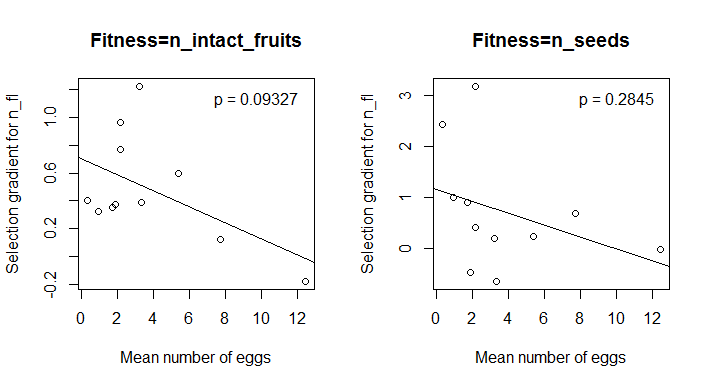 Fitness=n_intact_fruits
p = 0.09327
Selection gradient for n_fl
1.0
0.6
0.2
-0.2
0 2 4 6 8 10 12
Mean number of eggs
Fitness=n_seeds
p = 0.2845
Selection gradient for n_fl
3
2
1
0
0 2 4 6 8 10 12
Mean number of eggs